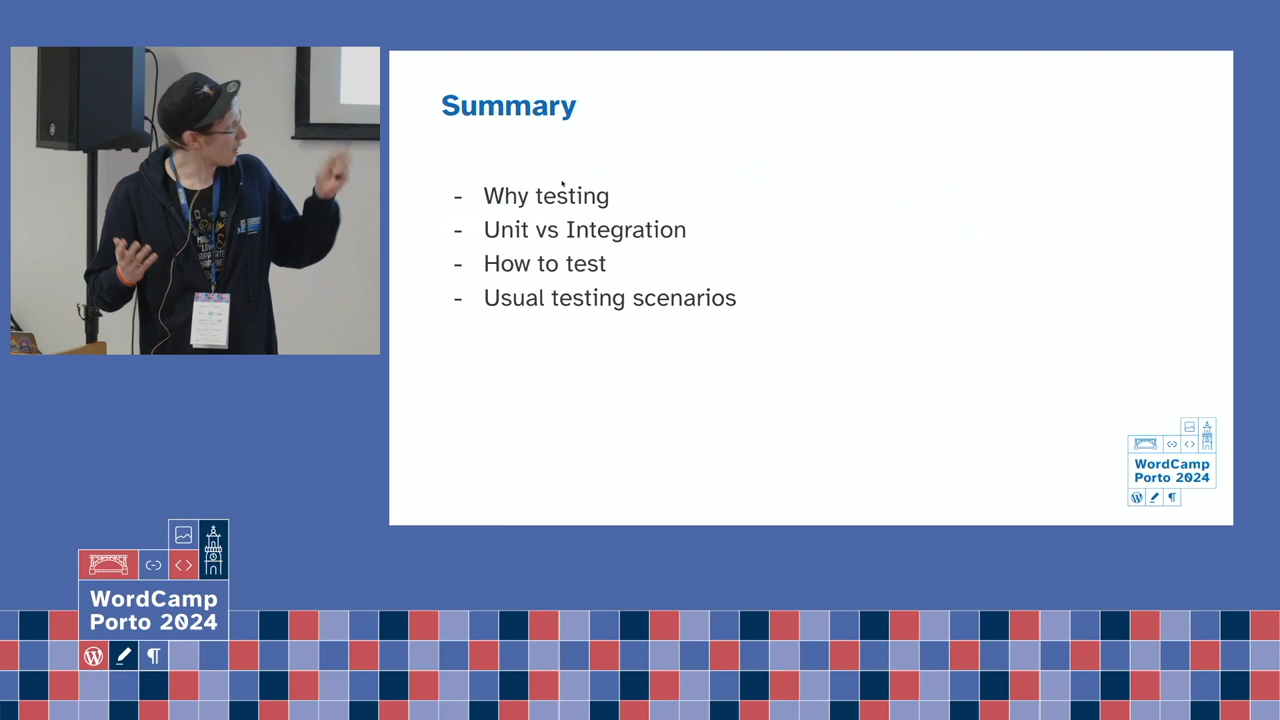 Summary
- Why testing
- Unit vs Integration
- How to test
- Usual testing scenarios
WordCamp
Porto 2024
WordCamp
Porto 2024